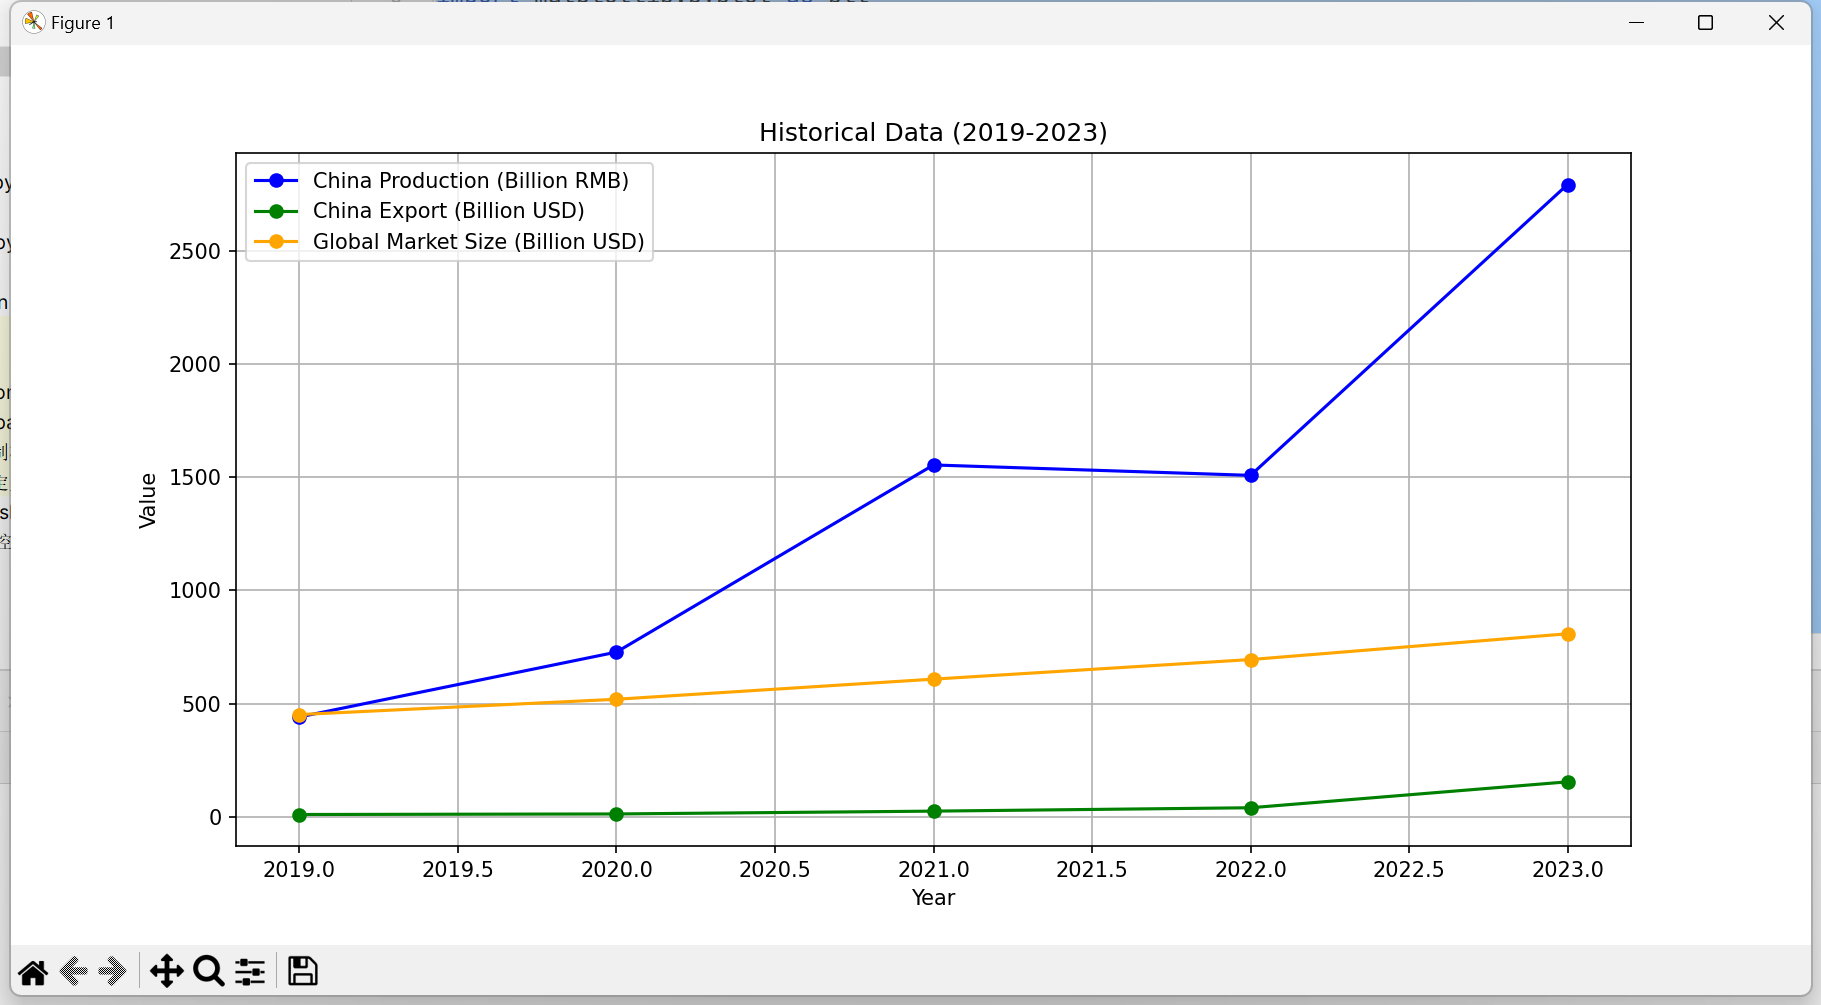 Figure 1
Historical Data (2019-2023)
China Production (Billion RMB)
China Export (Billion USD)
Global Market Size (Billion USD)
2500
2000
1500
1000
500
0
Value
2019.0 2019.5 2020.0 2020.5 2021.0 2021.5 2022.0 2022.5 2023.0
Year